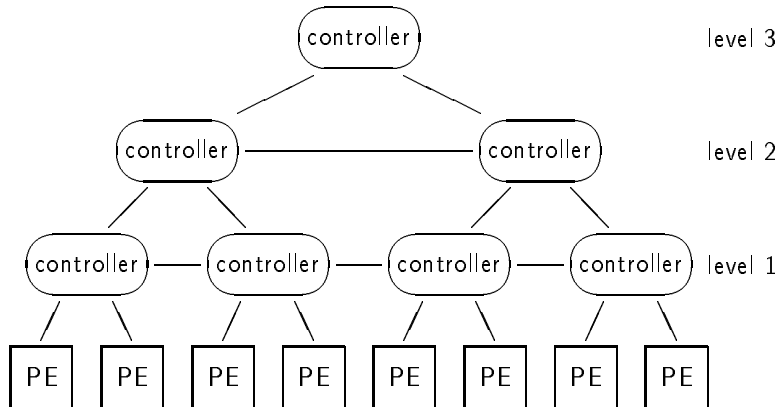 controller level 3
controller controller level 2
controller controller controller controller level 1
PE PE PE PE PE PE PE PE